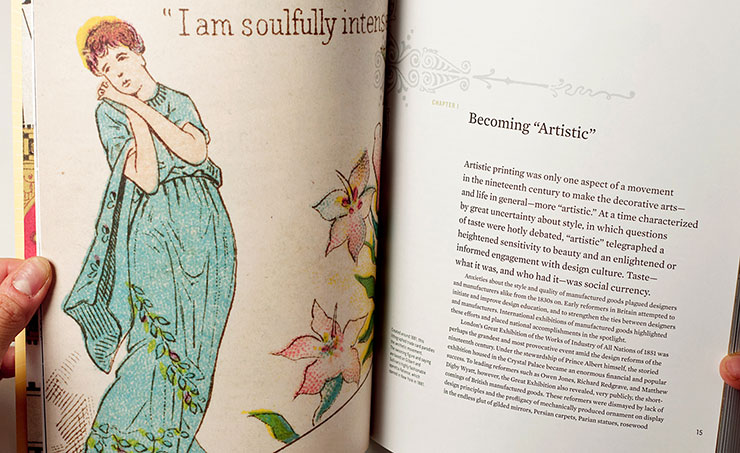 "I am soulfully intens
CHAPTER 1
Becoming "Artistic"
Artistic printing was only one aspect of a movement
in the nineteenth century to make the decorative arts—
and life in general—more "artistic." At a time characterized
by great uncertainty about style, in which questions
of taste were hotly debated, "artistic" telegraphed a
heightened sensitivity to beauty and an enlightened or
informed engagement with design culture. Taste—
what it was, and who had it—was social currency.
Anxieties about the style and quality of manufactured goods plagued designers
and manufacturers alike from the 1830s on. Early reformers in Britain attempted to
initiate and improve design education, and to strengthen the ties between designers
and manufacturers. International exhibitions of manufactured goods highlighted
these efforts and placed national accomplishments in the spotlight.
London's Great Exhibition of the Works of Industry of All Nations of 1851 was
perhaps the grandest and most evocative event amid the design reforms of the
nineteenth century. Under the stewardship of Prince Albert himself, the storied
exhibition housed in the Crystal Palace became an enormous financial and popular
success. To leading reformers such as Owen Jones, Richard Redgrave, and Matthew
Digby Wyatt, however, the Great Exhibition also revealed, very publicly, the short-
comings of British manufactured goods. These reformers were dismayed by lack of
design principles and the profligacy of mechanically produced ornament on display
in the endless glut of gilded mirrors, Persian carpets, Parian statues, rosewood
15